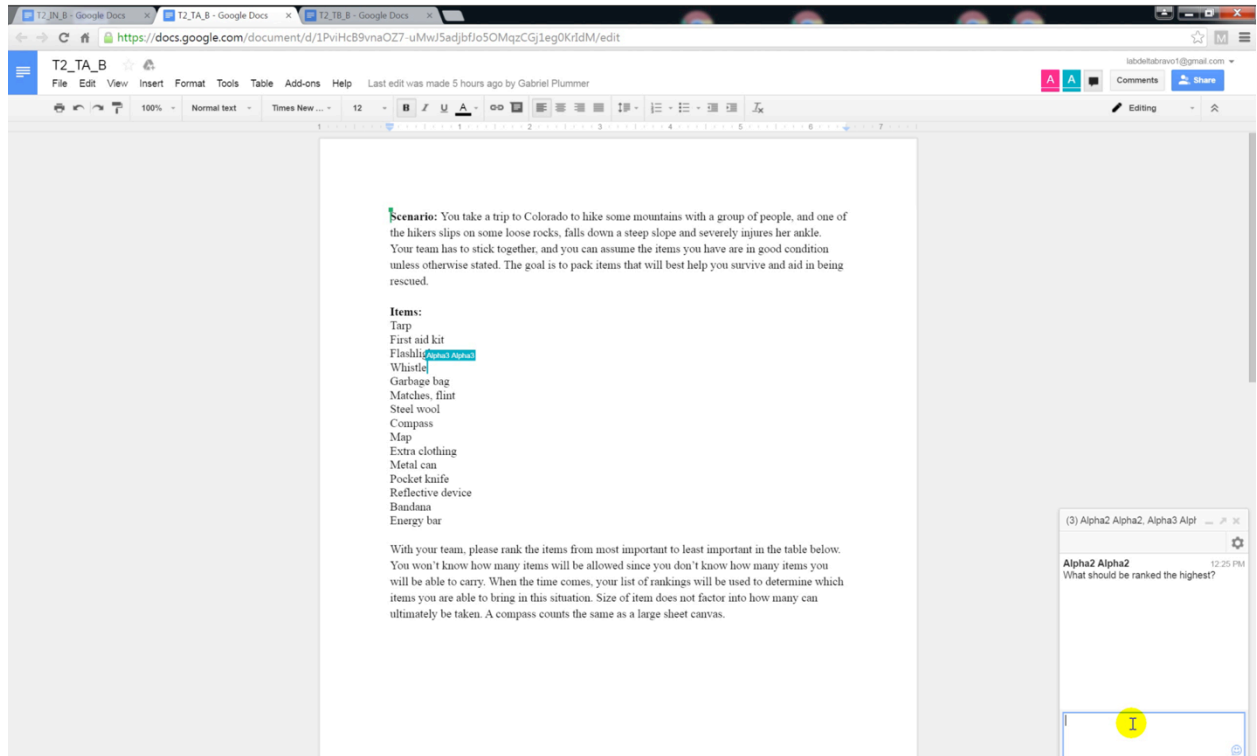 T2_IN_B - Google Docs
T2_TA_B - Google Docs
T2_TB_B - Google Docs
https://docs.google.com/document/d/1PviHcB9vnaOZ7-uMwJ5adjbfJo5OMqzCGj1eg0KrIdM/edit
T2_TA_B
labdeltabravo1@gmail.com
File Edit View Insert Format Tools Table Add-ons Help Last edit was made 5 hours ago by Gabriel Plummer
A A Comments Share
100% Normal text Times New ... 12 B I U A Editing
1 1 2 3 4 5 6 7
Scenario: You take a trip to Colorado to hike some mountains with a group of people, and one of
the hikers slips on some loose rocks, falls down a steep slope and severely injures her ankle.
Your team has to stick together, and you can assume the items you have are in good condition
unless otherwise stated. The goal is to pack items that will best help you survive and aid in being
rescued.
Items:
Tarp
First aid kit
Flashlig
Alpha3 Alpha3
Whistle
Garbage bag
Matches, flint
Steel wool
Compass
Map
Extra clothing
Metal can
Pocket knife
Reflective device
Bandana
Energy bar
With your team, please rank the items from most important to least important in the table below.
You won't know how many items will be allowed since you don't know how many items you
will be able to carry. When the time comes, your list of rankings will be used to determine which
items you are able to bring in this situation. Size of item does not factor into how many can
ultimately be taken. A compass counts the same as a large sheet canvas.
(3) Alpha2 Alpha2, Alpha3 Alph
Alpha2 Alpha2 12:25 PM
What should be ranked the highest?